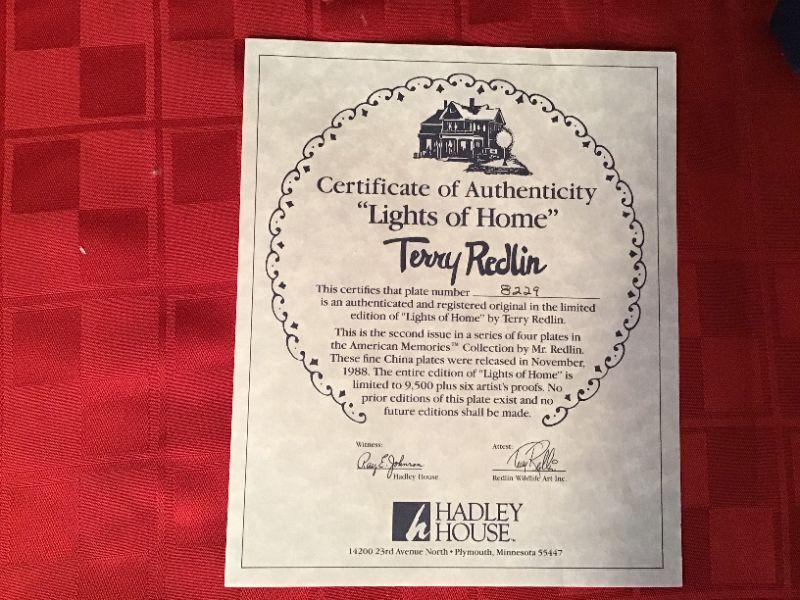 Certificate of Authenticity
"Lights of Home"
Terry Redlin
This certifies that plate number 8229
is an authenticated and registered original in the limited
edition of "Lights of Home" by Terry Redlin.
This is the second issue in a series of four plates in
the American Memories™ Collection by Mr. Redlin.
These fine China plates were released in November,
1988. The entire edition of "Lights of Home" is
limited to 9,500 plus six artist's proofs. No
prior editions of this plate exist and no
future editions shall be made.
Witness: Attest:
Ray E. Johnson Terry Redlin
Hadley House Redlin Wildlife Art Inc.
h HADLEY
HOUSE™
14200 23rd Avenue North • Plymouth, Minnesota 55447